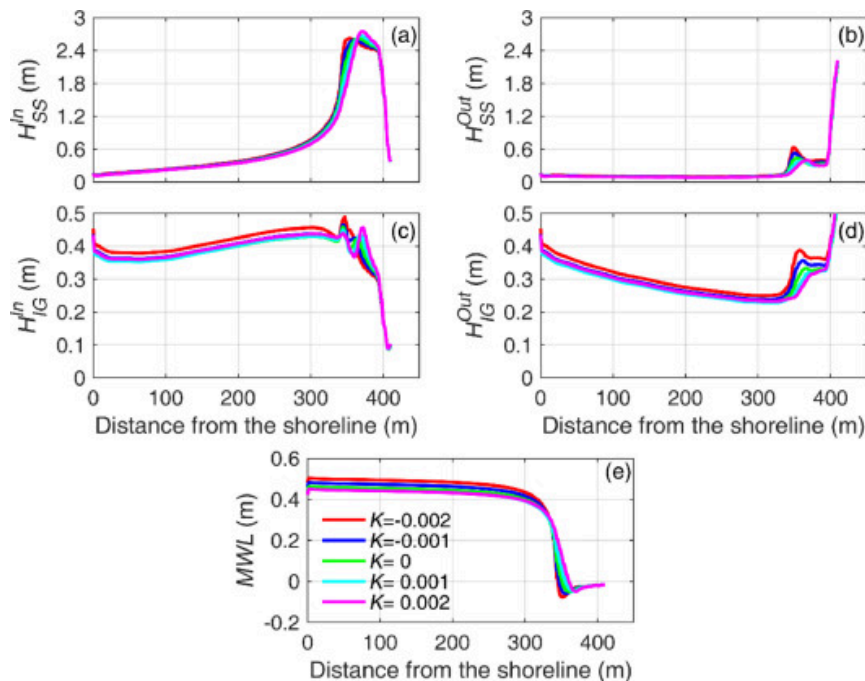 (a)
3
2.4
1.8
1.2
0.6
0
H_SS^In (m)
(b)
3
2.4
1.8
1.2
0.6
0
H_SS^Out (m)
(c)
0.5
0.4
0.3
0.2
0.1
0
H_IG^In (m)
0 100 200 300 400
Distance from the shoreline (m)
(d)
0.5
0.4
0.3
0.2
0.1
0
H_IG^Out (m)
0 100 200 300 400
Distance from the shoreline (m)
(e)
0.6
0.4
0.2
0
-0.2
MWL (m)
K=-0.002
K=-0.001
K= 0
K= 0.001
K= 0.002
0 100 200 300 400
Distance from the shoreline (m)